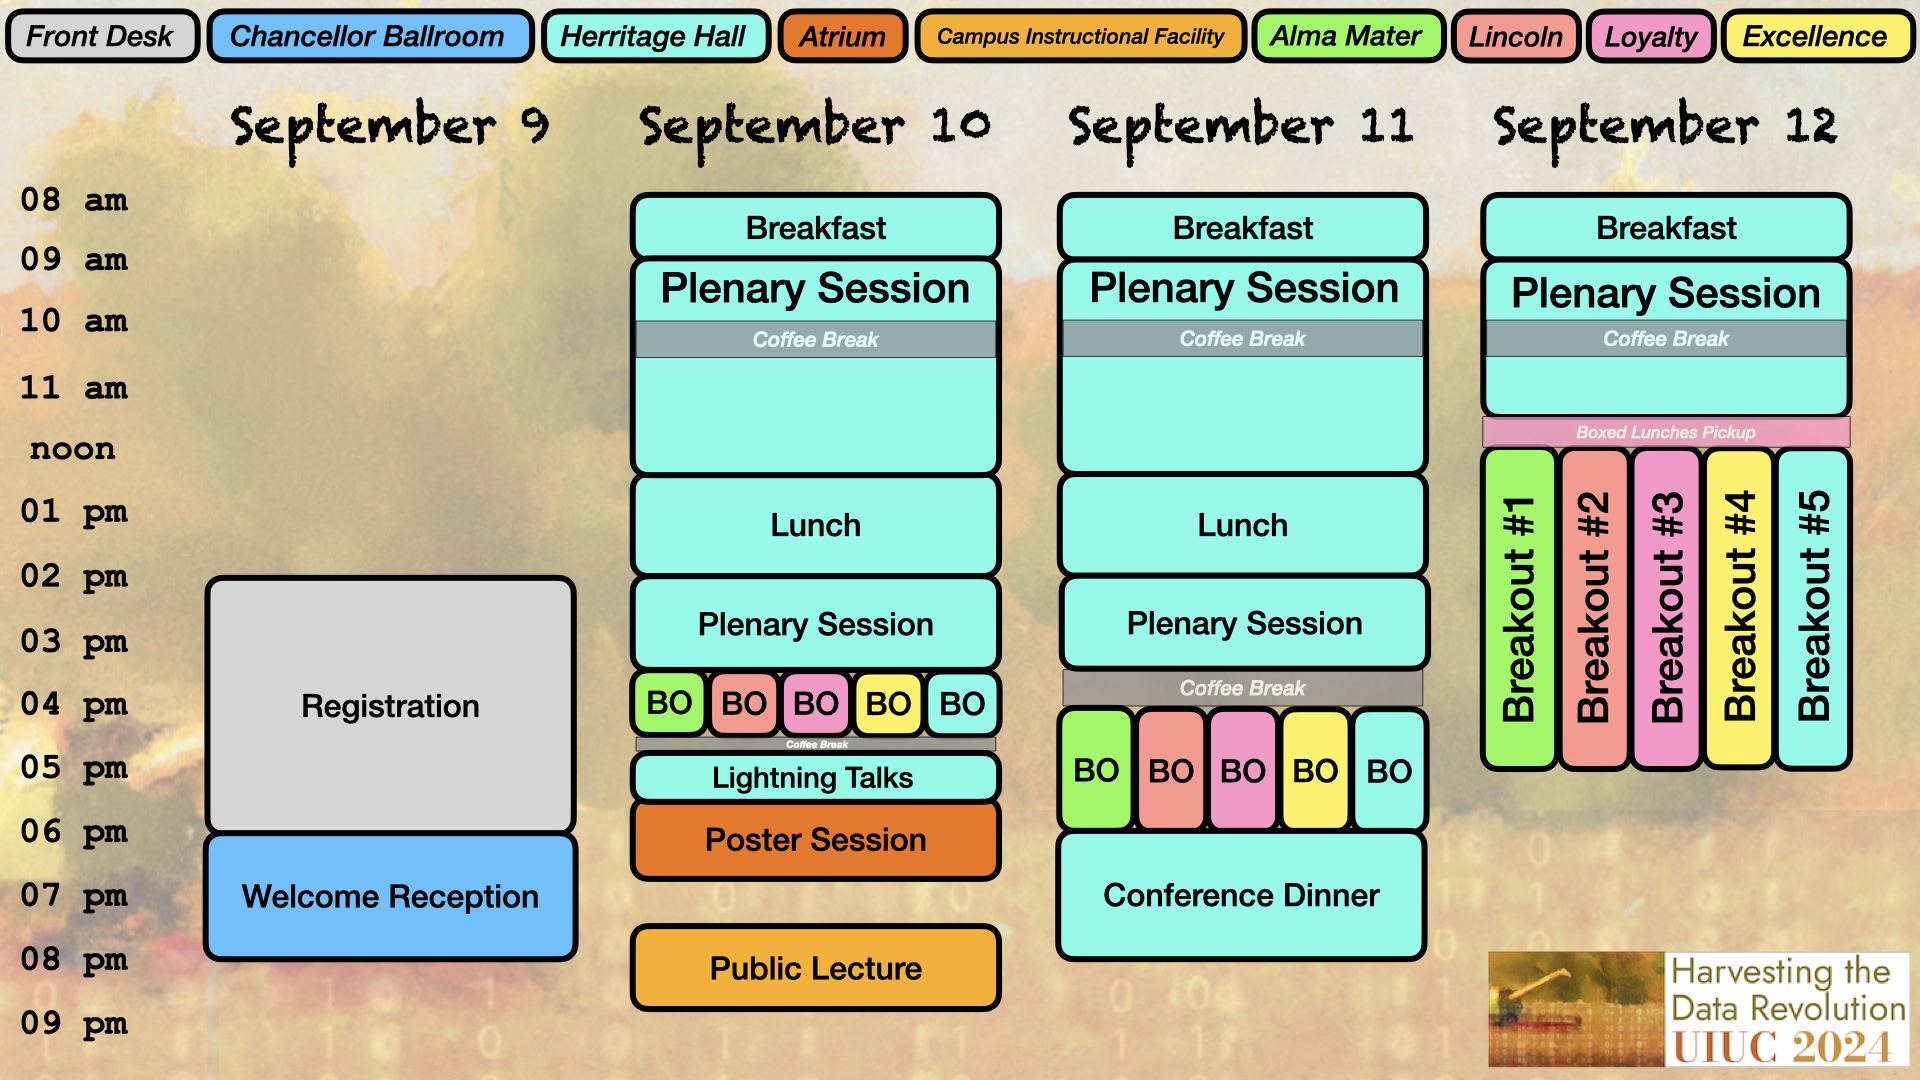 Front Desk
Chancellor Ballroom
Herritage Hall
Atrium
Campus Instructional Facility
Alma Mater
Lincoln
Loyalty
Excellence
September 9
September 10
September 11
September 12
08 am
09 am
10 am
11 am
noon
01 pm
02 pm
03 pm
04 pm
05 pm
06 pm
07 pm
08 pm
09 pm
Registration
Welcome Reception
Breakfast
Plenary Session
Coffee Break
Lunch
Plenary Session
BO
BO
BO
BO
BO
Coffee Break
Lightning Talks
Poster Session
Public Lecture
Breakfast
Plenary Session
Coffee Break
Lunch
Plenary Session
Coffee Break
BO
BO
BO
BO
BO
Conference Dinner
Breakfast
Plenary Session
Coffee Break
Boxed Lunches Pickup
Breakout #1
Breakout #2
Breakout #3
Breakout #4
Breakout #5
Harvesting the
Data Revolution
UIUC 2024